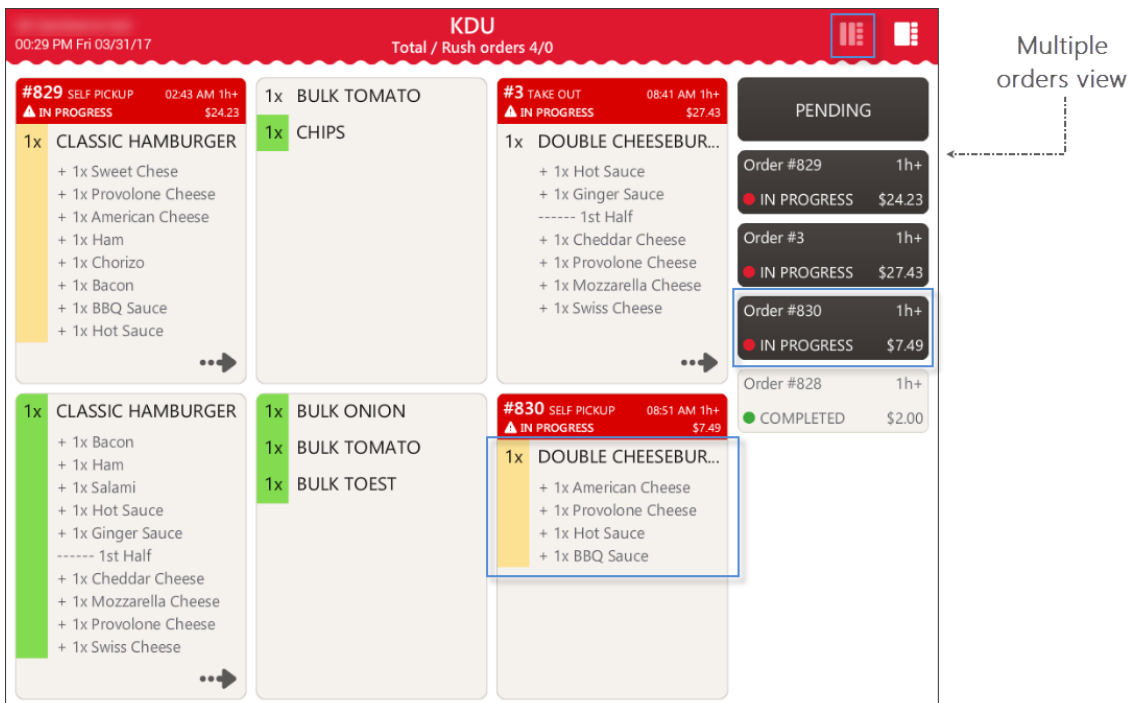 KDU
00:29 PM Fri 03/31/17
Total / Rush orders 4/0
Multiple
orders view
#829 SELF PICKUP 02:43 AM 1h+
IN PROGRESS $24.23
1x CLASSIC HAMBURGER
+ 1x Sweet Chese
+ 1x Provolone Cheese
+ 1x American Cheese
+ 1x Ham
+ 1x Chorizo
+ 1x Bacon
+ 1x BBQ Sauce
+ 1x Hot Sauce
1x CLASSIC HAMBURGER
+ 1x Bacon
+ 1x Ham
+ 1x Salami
+ 1x Hot Sauce
+ 1x Ginger Sauce
------ 1st Half
+ 1x Cheddar Cheese
+ 1x Mozzarella Cheese
+ 1x Provolone Cheese
+ 1x Swiss Cheese
1x BULK TOMATO
1x CHIPS
1x BULK ONION
1x BULK TOMATO
1x BULK TOEST
#3 TAKE OUT 08:41 AM 1h+
IN PROGRESS $27.43
1x DOUBLE CHEESEBUR...
+ 1x Hot Sauce
+ 1x Ginger Sauce
------ 1st Half
+ 1x Cheddar Cheese
+ 1x Provolone Cheese
+ 1x Mozzarella Cheese
+ 1x Swiss Cheese
#830 SELF PICKUP 08:51 AM 1h+
IN PROGRESS $7.49
1x DOUBLE CHEESEBUR...
+ 1x American Cheese
+ 1x Provolone Cheese
+ 1x Hot Sauce
+ 1x BBQ Sauce
PENDING
Order #829 1h+
IN PROGRESS $24.23
Order #3 1h+
IN PROGRESS $27.43
Order #830 1h+
IN PROGRESS $7.49
Order #828 1h+
COMPLETED $2.00